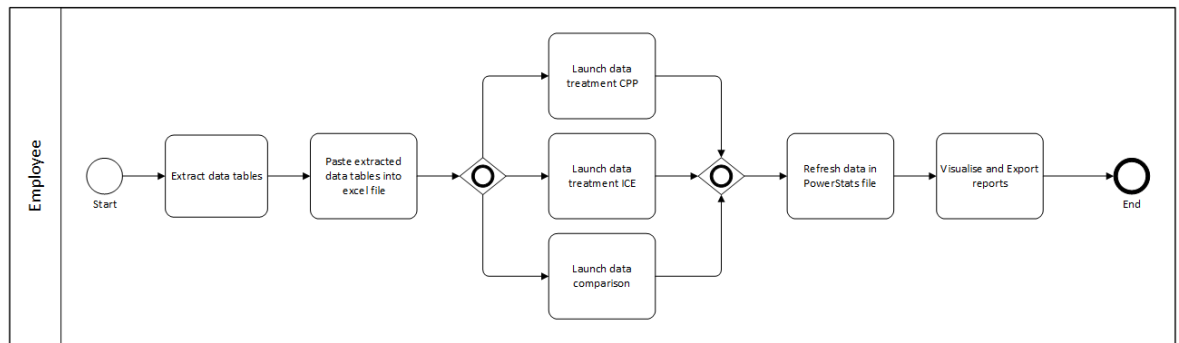 Employee
Start
Extract data tables
Paste extracted
data tables into
excel file
Launch data
treatment CPP
Launch data
treatment ICE
Launch data
comparison
Refresh data in
PowerStats file
Visualise and Export
reports
End